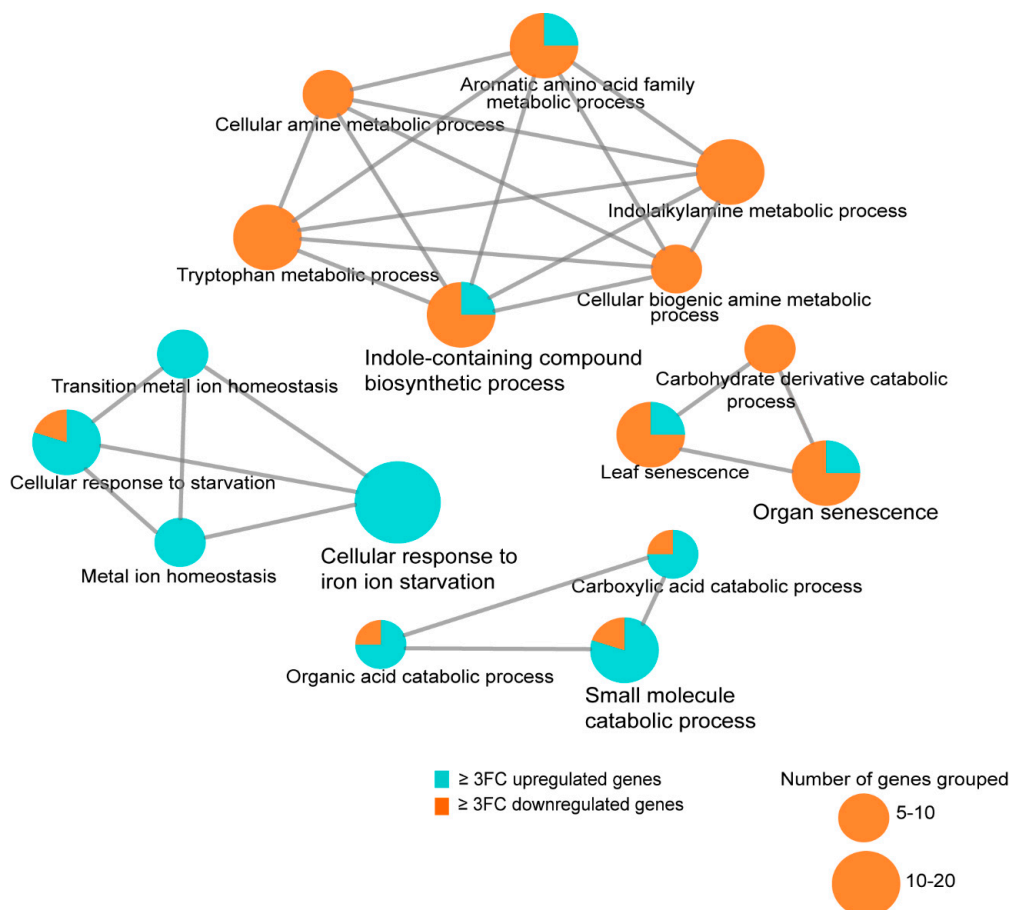 Aromatic amino acid family
metabolic process
Cellular amine metabolic process
Indolalkylamine metabolic process
Tryptophan metabolic process
Cellular biogenic amine metabolic
process
Indole-containing compound
biosynthetic process
Transition metal ion homeostasis
Carbohydrate derivative catabolic
process
Cellular response to starvation
Leaf senescence
Organ senescence
Cellular response to
iron ion starvation
Metal ion homeostasis
Carboxylic acid catabolic process
Organic acid catabolic process
Small molecule
catabolic process
≥ 3FC upregulated genes
≥ 3FC downregulated genes
Number of genes grouped
5-10
10-20